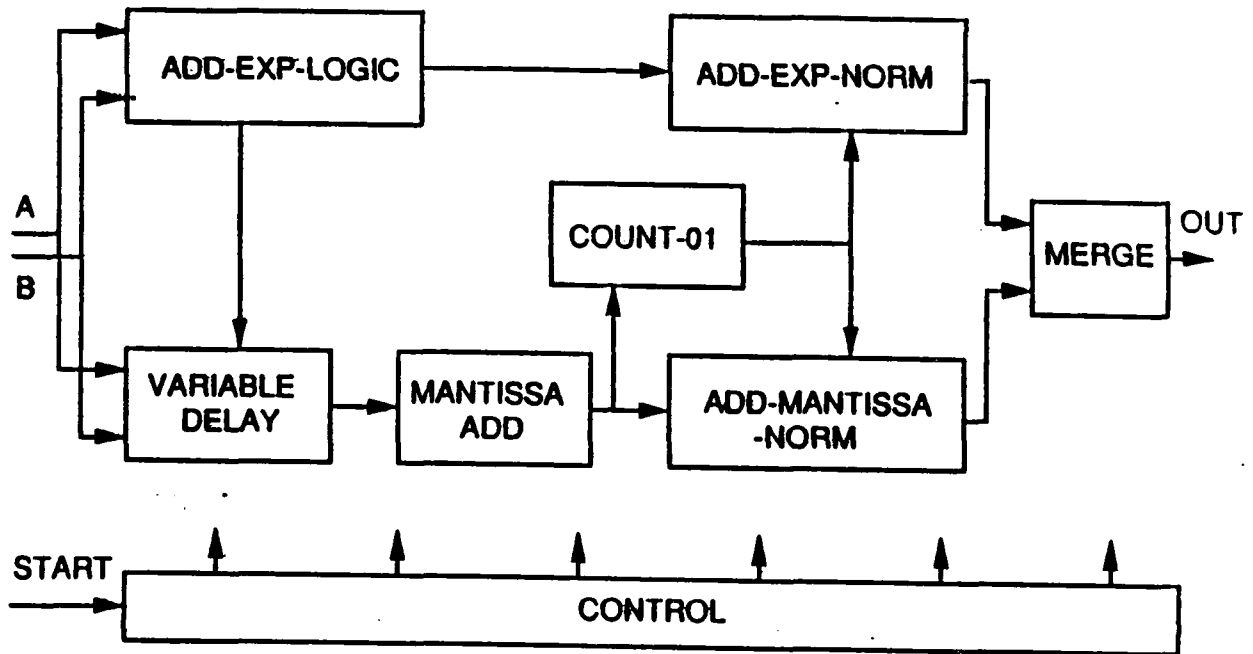 ADD-EXP-LOGIC
ADD-EXP-NORM
A
B
COUNT-01
MERGE
OUT
VARIABLE
DELAY
MANTISSA
ADD
ADD-MANTISSA
-NORM
START
CONTROL